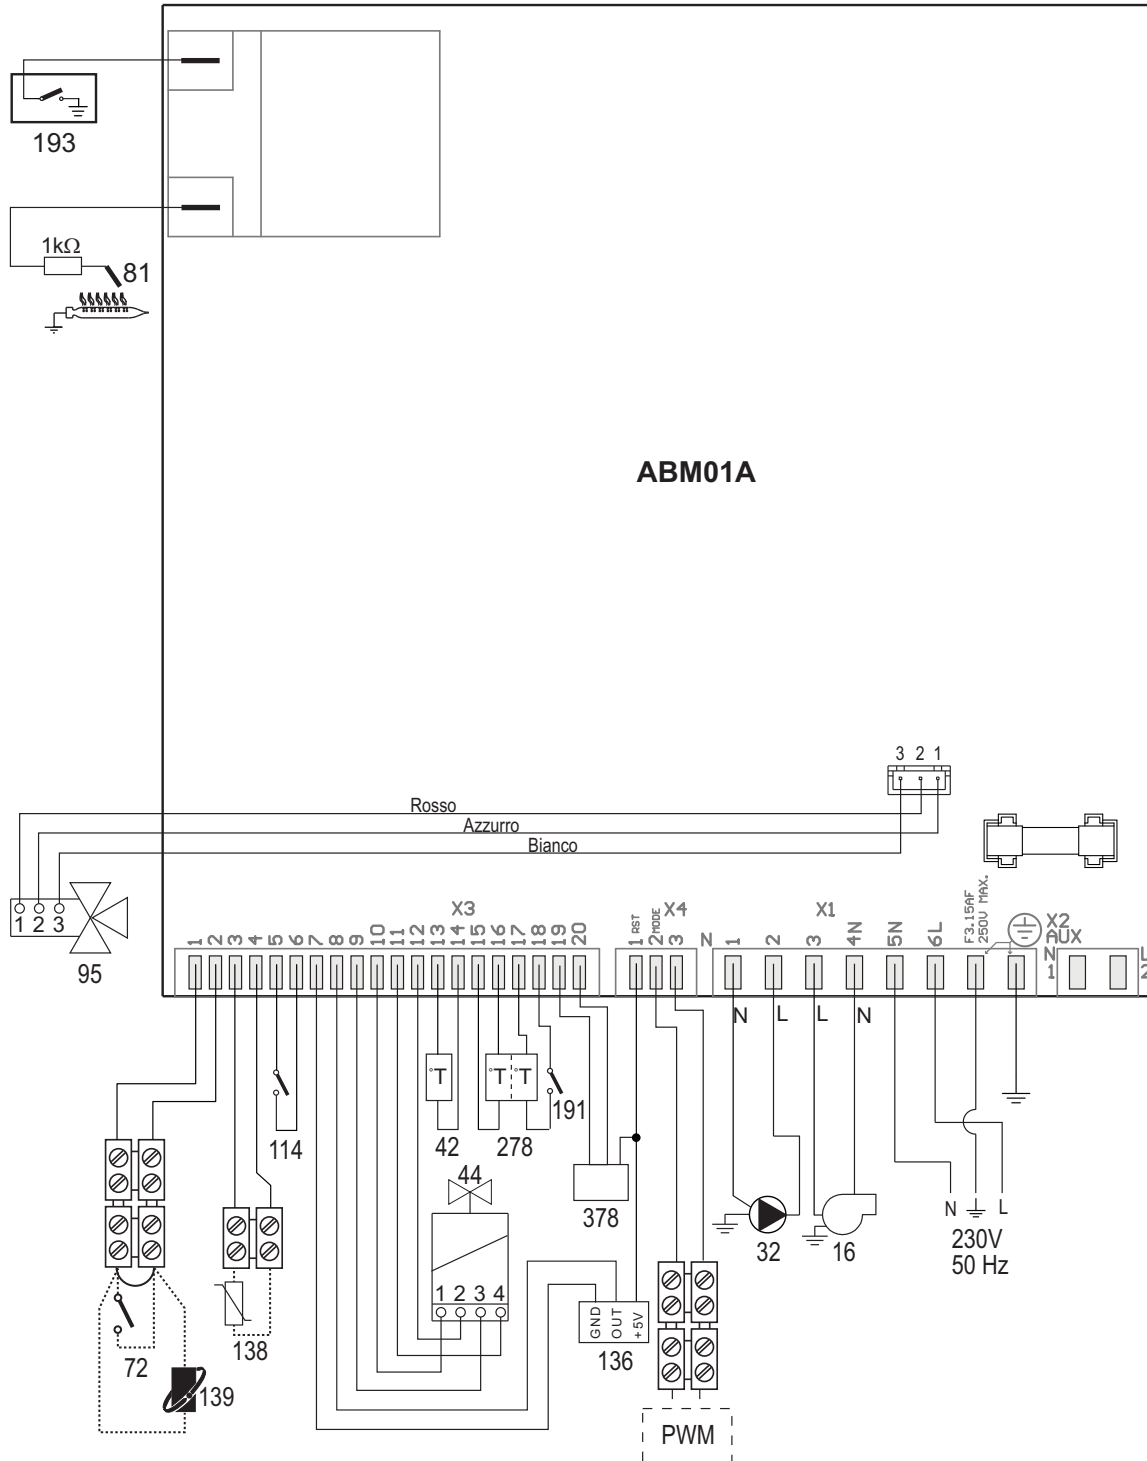 193
1kΩ
81
ABM01A
3 2 1
Rosso
Azzurro
Bianco
1 2 3
95
X3
1 2 3 4 5 6 7 8 9 10 11 12 13 14 15 16 17 18 19 20
X4
1 RST
2 MODE
3
X1
N
1 2 3 4N 5N 6L
F3.15AF
250V MAX.
X2
AUX
N
1
L
2
N L L N
°T
°T °T
114
42
278
191
44
378
32
16
N L
230V
50 Hz
1 2 3 4
GND
OUT
+5V
136
138
72
139
PWM